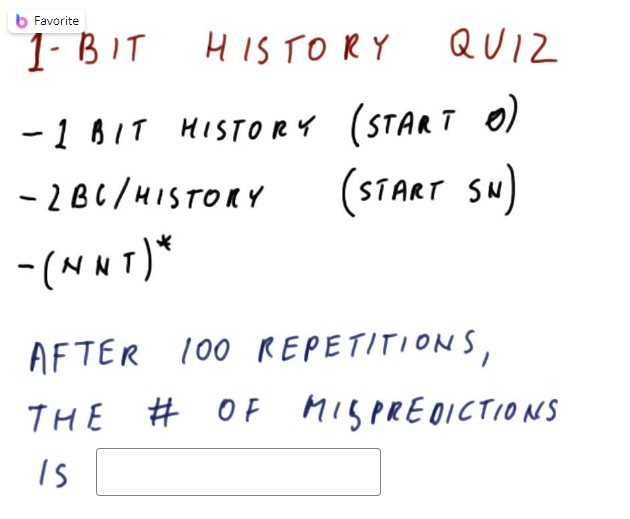 Favorite
1-BIT HISTORY QUIZ
- 1 BIT HISTORY (START 0)
- 2BC/HISTORY (START SN)
- (NNT)*
AFTER 100 REPETITIONS,
THE # OF MISPREDICTIONS
IS